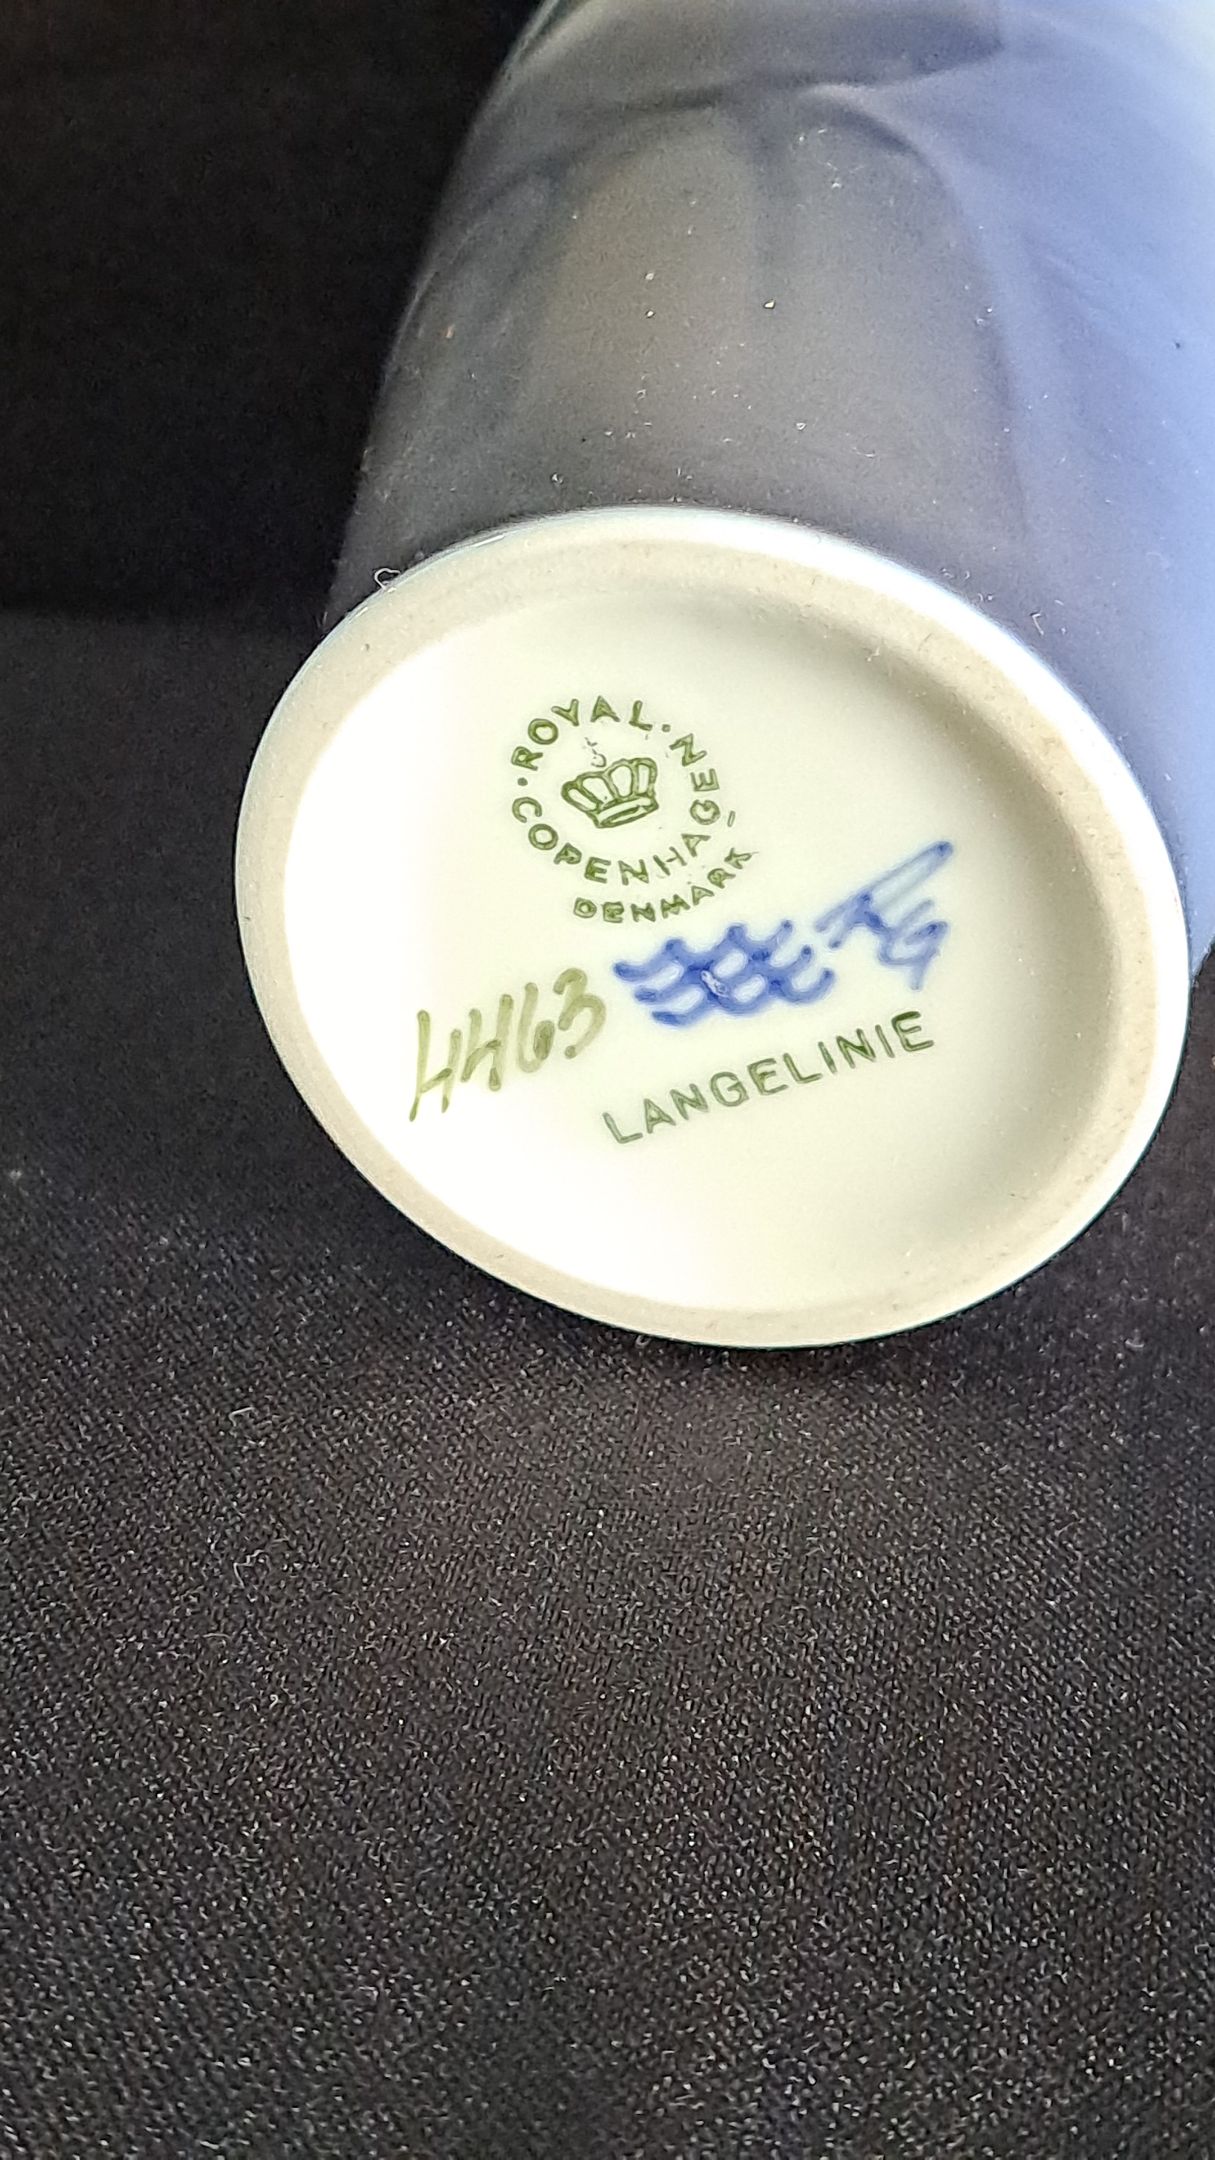 ROYAL · COPENHAGEN ·
DENMARK
4463
LANGELINIE